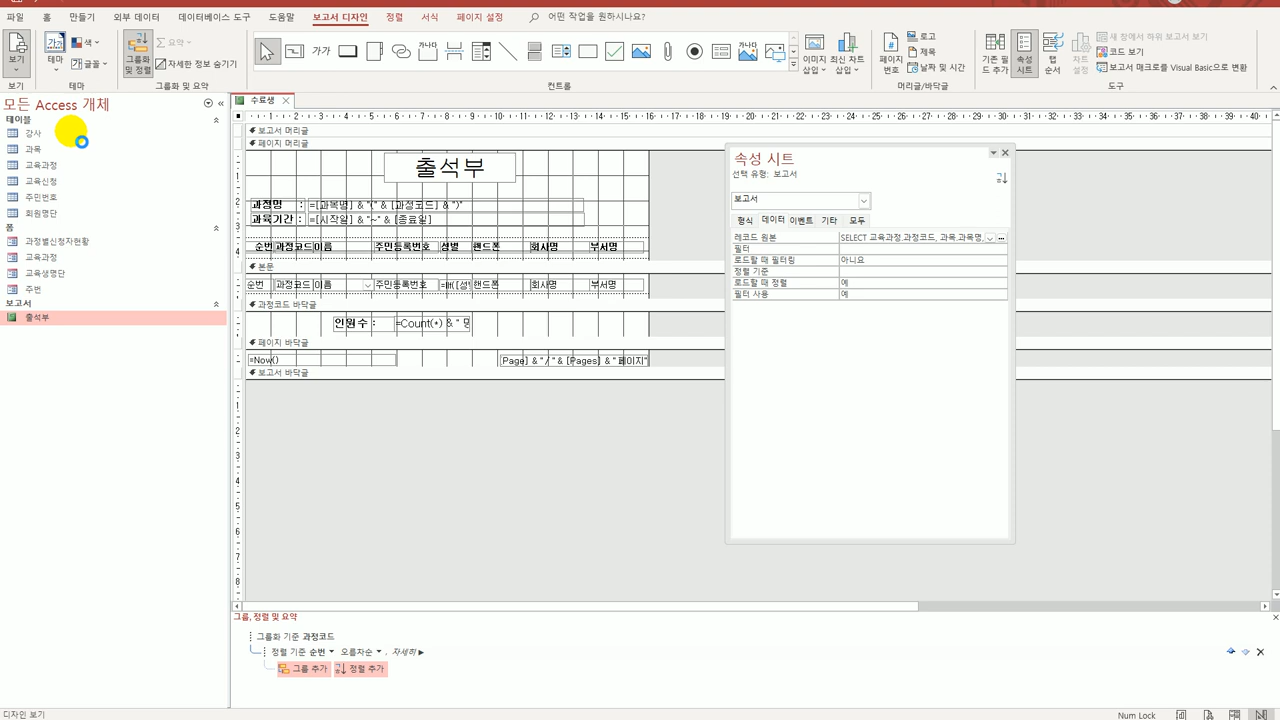 파일 홈 만들기 외부 데이터 데이터베이스 도구 도움말 보고서 디자인 정렬 서식 페이지 설정 어떤 작업을 원하시나요?
보기
테마
색
글꼴
그룹화 및 정렬
요약
자세한 정보 숨기기
가가
가나다
가나다
이미지 삽입
최신 차트 삽입
페이지 번호
로고
제목
날짜 및 시간
기존 필드 추가
속성 시트
탭 순서
차트 설정
새 창에서 하위 보고서 보기
코드 보기
보고서 매크로를 Visual Basic으로 변환
보기 테마 그룹화 및 요약 컨트롤 머리글/바닥글 도구
모든 Access 개체
테이블
강사
과목
교육과정
교육신청
주민번호
회원명단
폼
과정별신청자현황
교육과정
교육생명단
주번
보고서
출석부
수료생
보고서 머리글
페이지 머리글
출석부
과정명 : =[과목명] & "(" & [과정코드] & ")"
과육기간 : =[시작일] & "~" & [종료일]
순번 과정코드 이름 주민등록번호 성별 핸드폰 회사명 부서명
본문
순번 과정코드 이름 주민등록번호 핸드폰 회사명 부서명
과정코드 바닥글
인원수 : =Count(*) & " 명
페이지 바닥글
=Now() [Page] & "/ " & [Pages] & " 페이지"
보고서 바닥글
속성 시트
선택 유형: 보고서
보고서
형식 데이터 이벤트 기타 모두
레코드 원본 SELECT 교육과정,과정코드, 과목,과목명,
필터
로드할 때 필터링 아니요
정렬 기준
로드할 때 정렬 예
필터 사용 예
그룹, 정렬 및 요약
그룹화 기준 과정코드
정렬 기준 순번 오름차순 , 자세히
그룹 추가 정렬 추가
디자인 보기 Num Lock